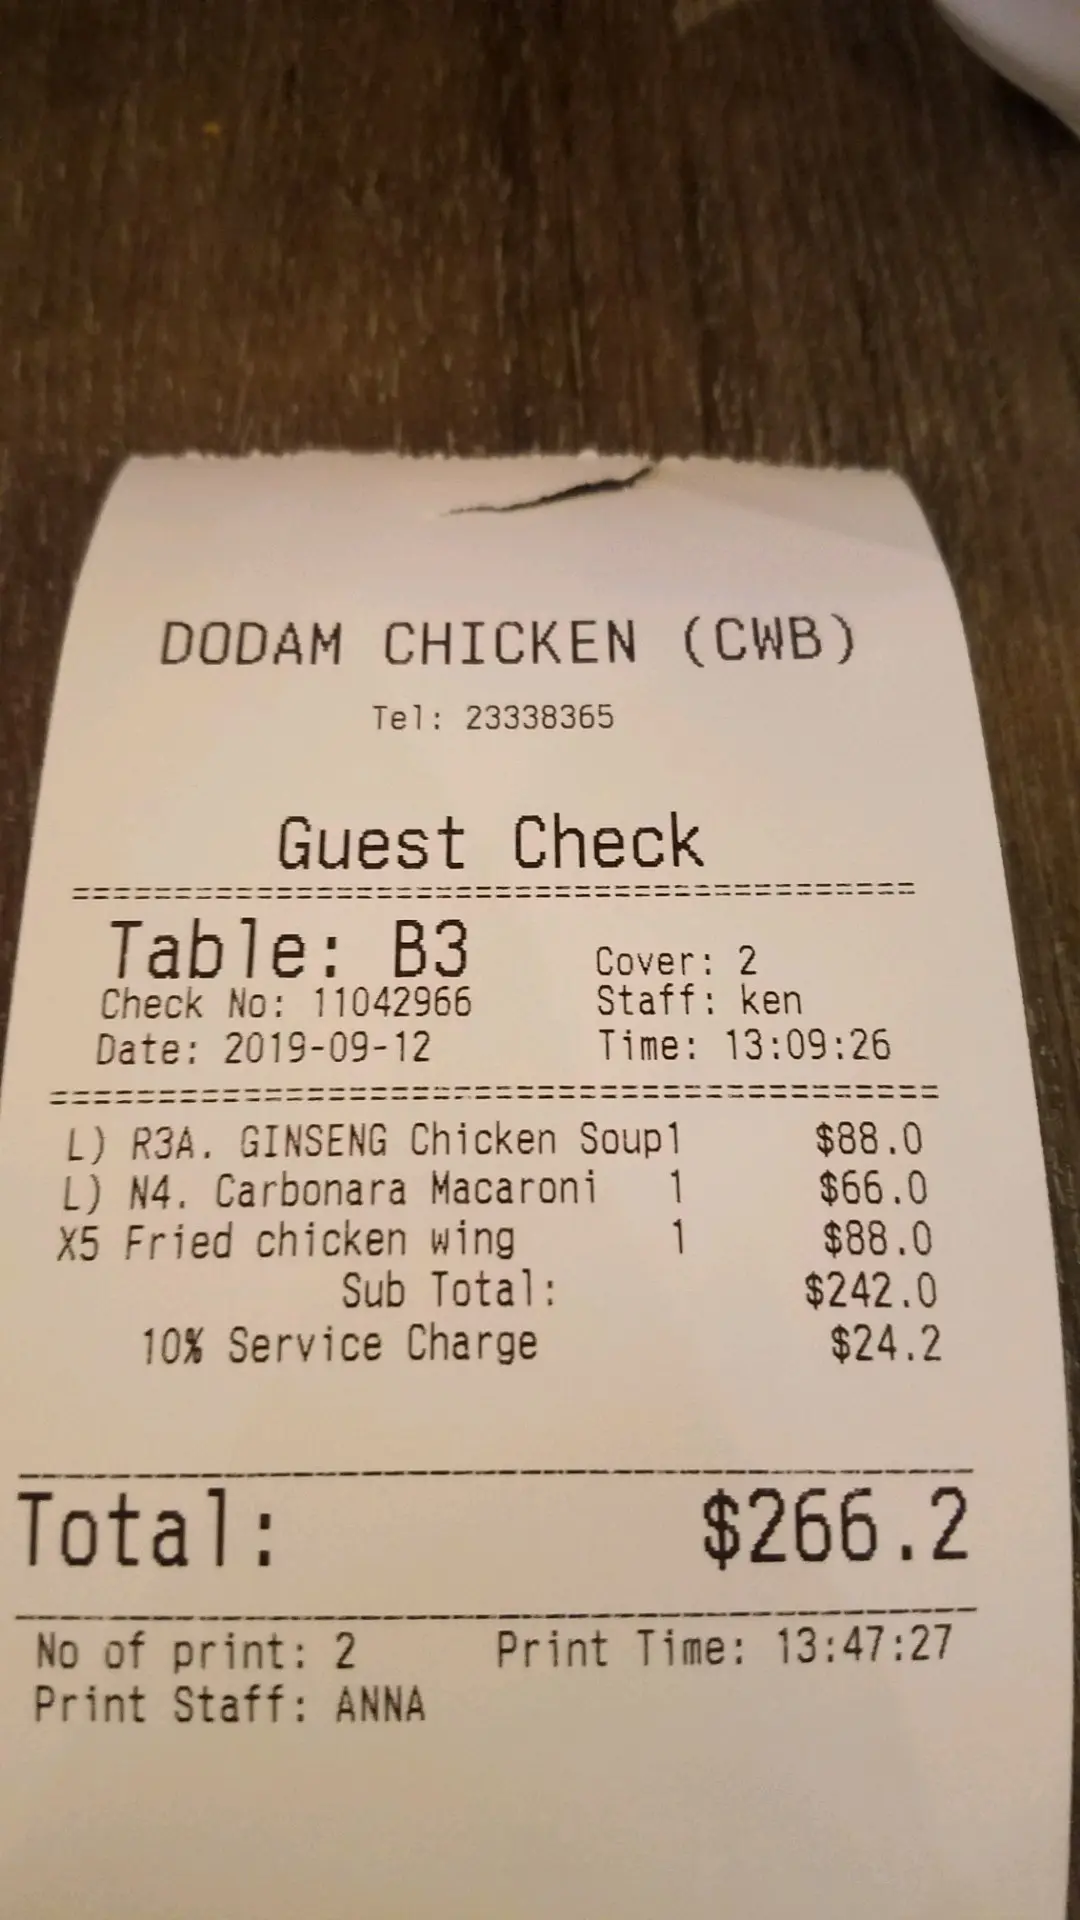 DODAM CHICKEN (CWB)
Tel: 23338365
Guest Check
========================================
Table: B3 Cover: 2
Check No: 11042966 Staff: ken
Date: 2019-09-12 Time: 13:09:26
========================================
L) R3A. GINSENG Chicken Soup1 $88.0
L) N4. Carbonara Macaroni 1 $66.0
X5 Fried chicken wing 1 $88.0
Sub Total: $242.0
10% Service Charge $24.2
----------------------------------------
Total: $266.2
----------------------------------------
No of print: 2 Print Time: 13:47:27
Print Staff: ANNA